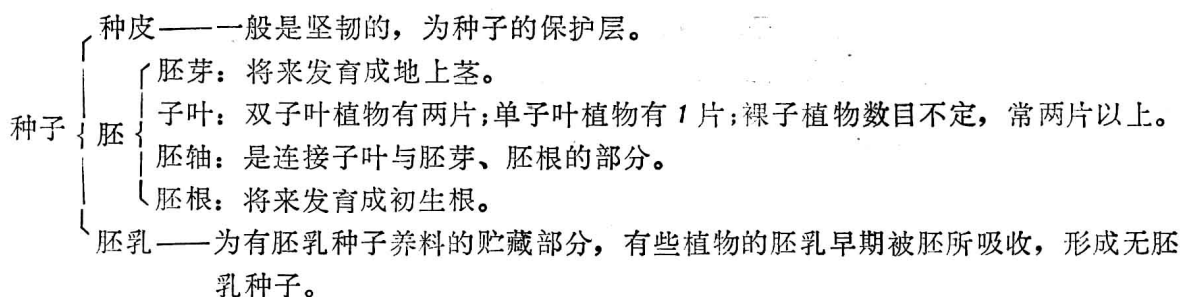 种皮——一般是坚韧的，为种子的保护层。
胚芽：将来发育成地上茎。
子叶：双子叶植物有两片；单子叶植物有1片；裸子植物数目不定，常两片以上。
种子 胚
胚轴：是连接子叶与胚芽、胚根的部分。
胚根：将来发育成初生根。
胚乳——为有胚乳种子养料的贮藏部分，有些植物的胚乳早期被胚所吸收，形成无胚
乳种子。